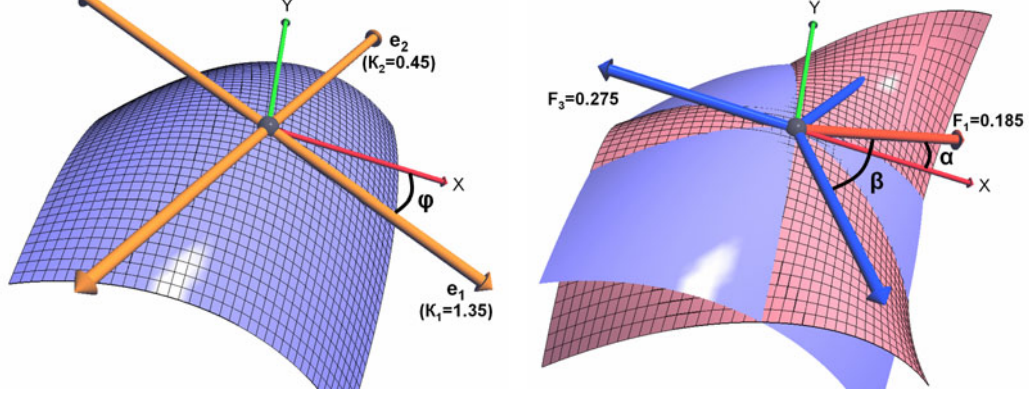 Y
e2
(K2=0.45)
X
φ
e1
(K1=1.35)
Y
F3=0.275
F1=0.185
α
β
X